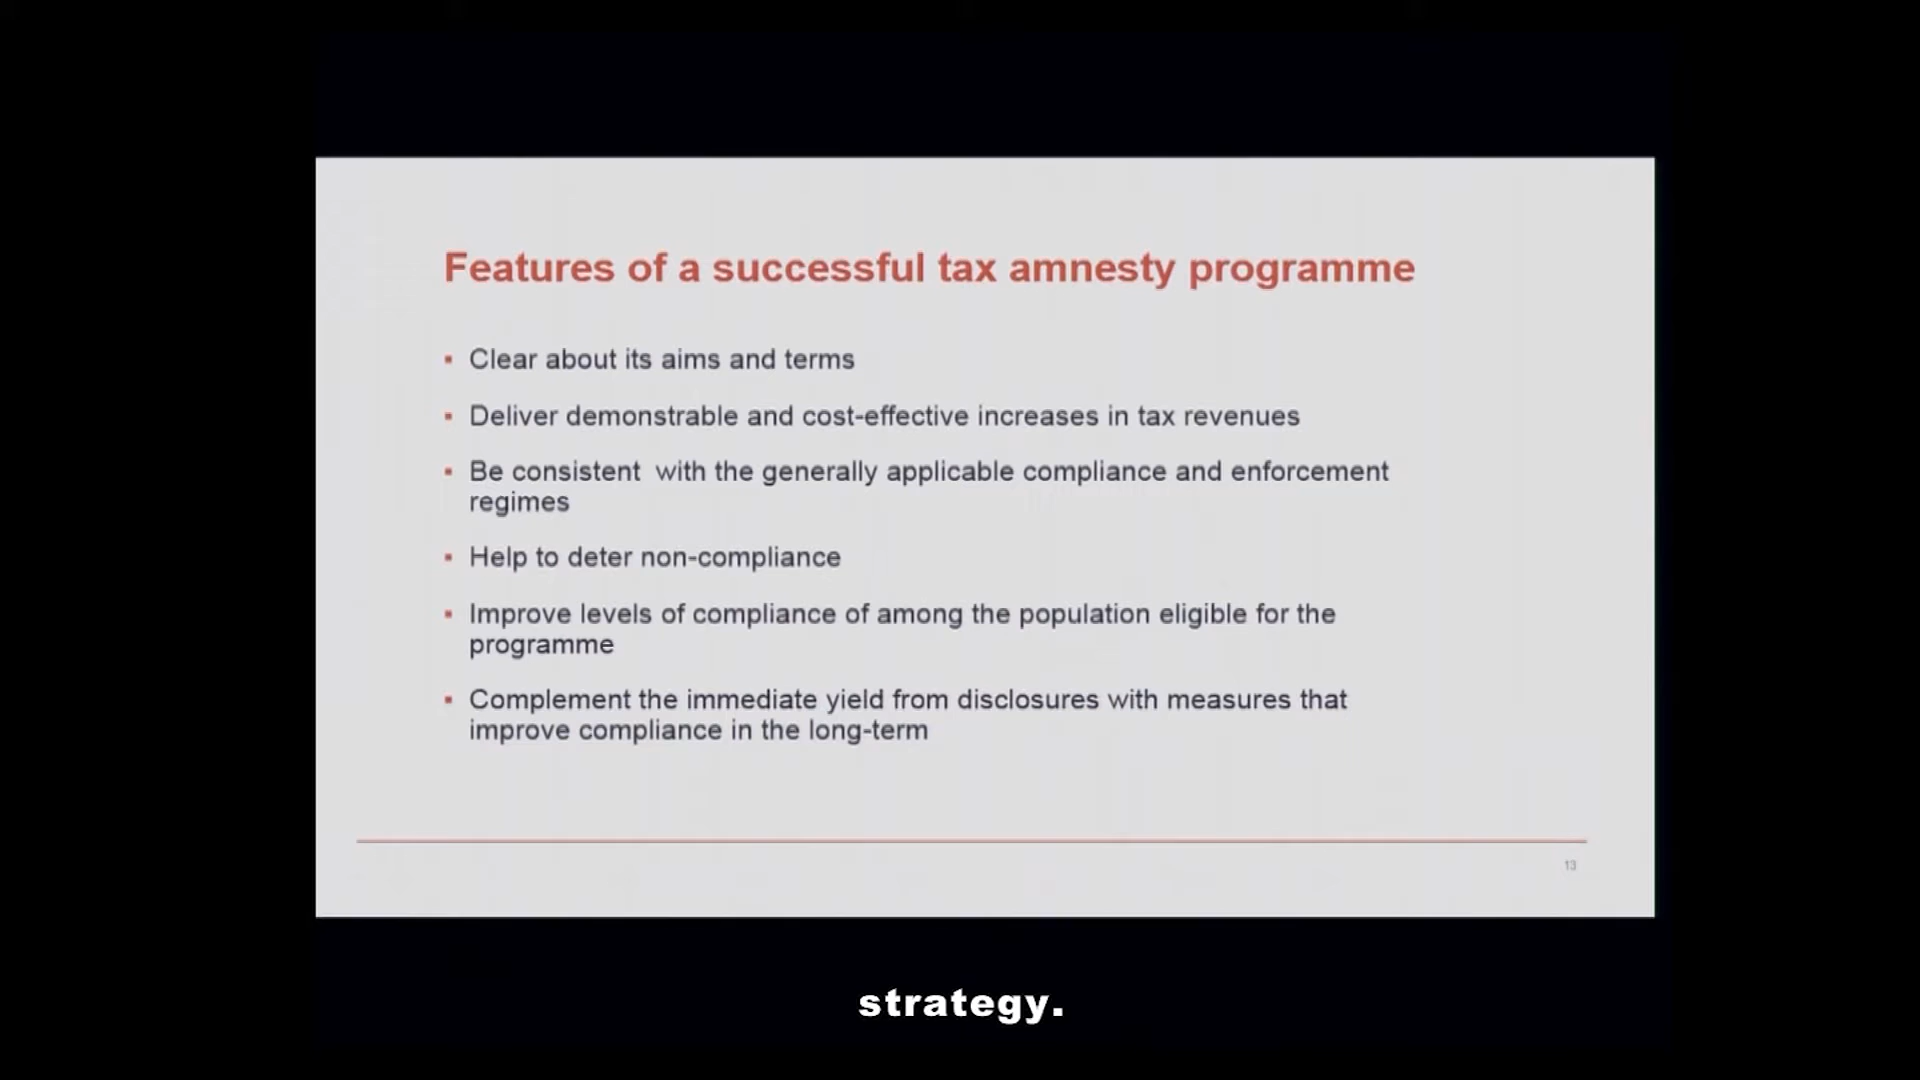 Features of a successful tax amnesty programme
▪ Clear about its aims and terms
▪ Deliver demonstrable and cost-effective increases in tax revenues
▪ Be consistent with the generally applicable compliance and enforcement
regimes
▪ Help to deter non-compliance
▪ Improve levels of compliance of among the population eligible for the
programme
▪ Complement the immediate yield from disclosures with measures that
improve compliance in the long-term
13
strategy.